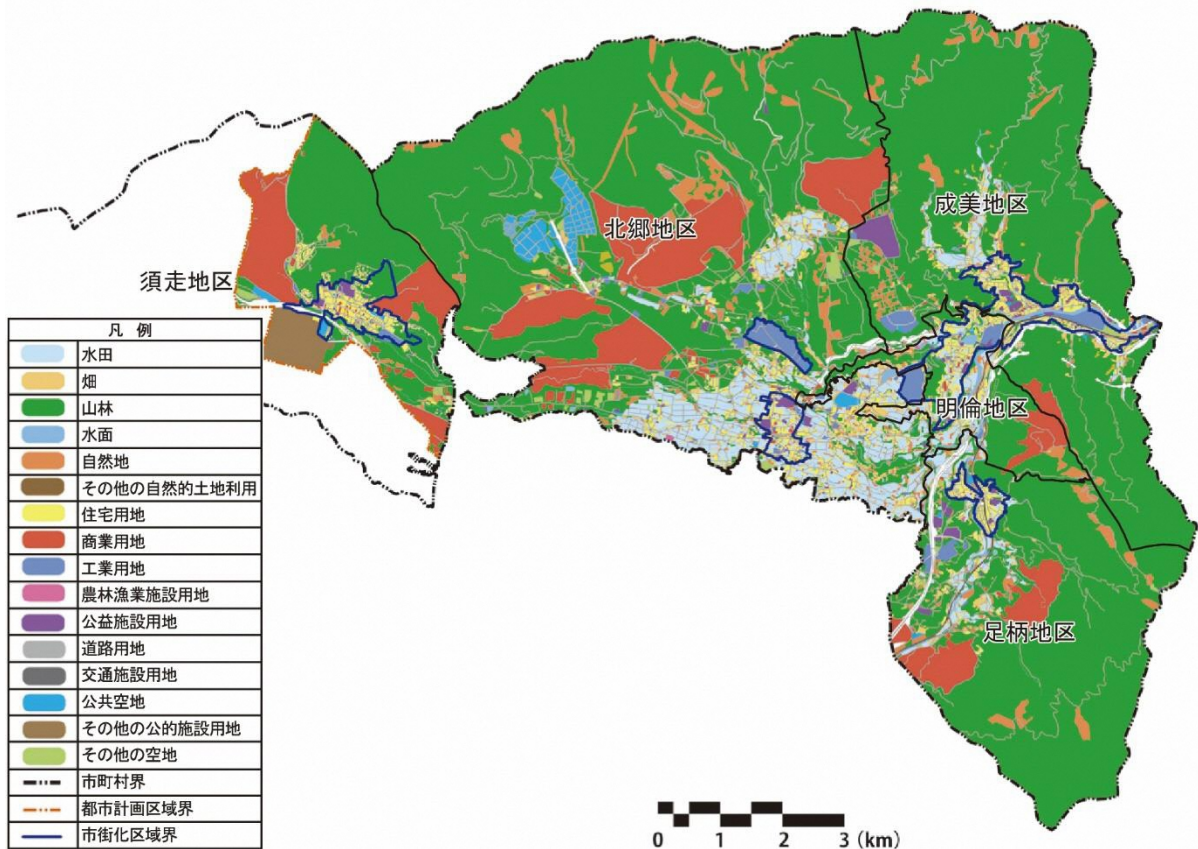 成美地区
北郷地区
須走地区
明倫地区
足柄地区
凡 例
水田
畑
山林
水面
自然地
その他の自然的土地利用
住宅用地
商業用地
工業用地
農林漁業施設用地
公益施設用地
道路用地
交通施設用地
公共空地
その他の公的施設用地
その他の空地
市町村界
都市計画区域界
市街化区域界
0 1 2 3 (km)